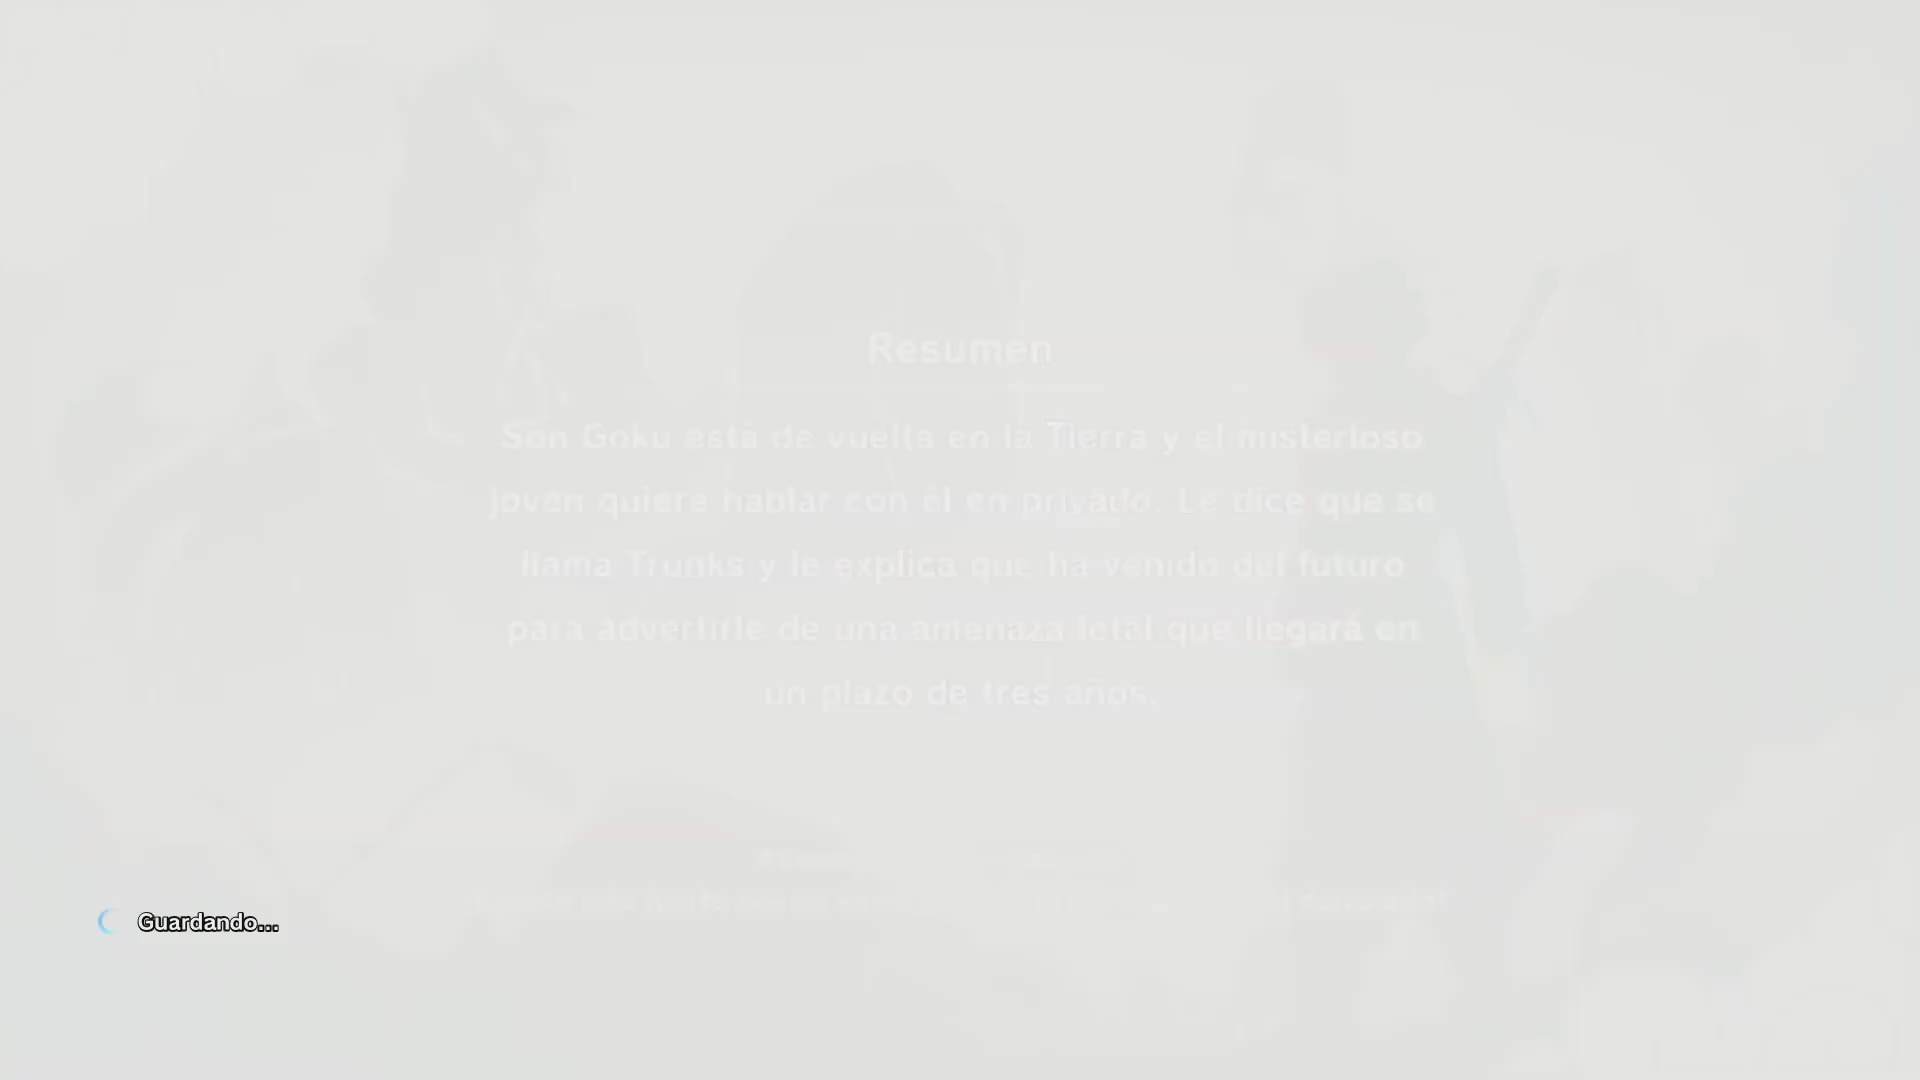 Resumen
Son Goku está de vuelta en la Tierra y el misterioso
joven quiere hablar con él en privado. Le dice que se
llama Trunks y le explica que ha venido del futuro
para advertirle de una amenaza letal que llegará en
un plazo de tres años.
Guardando...